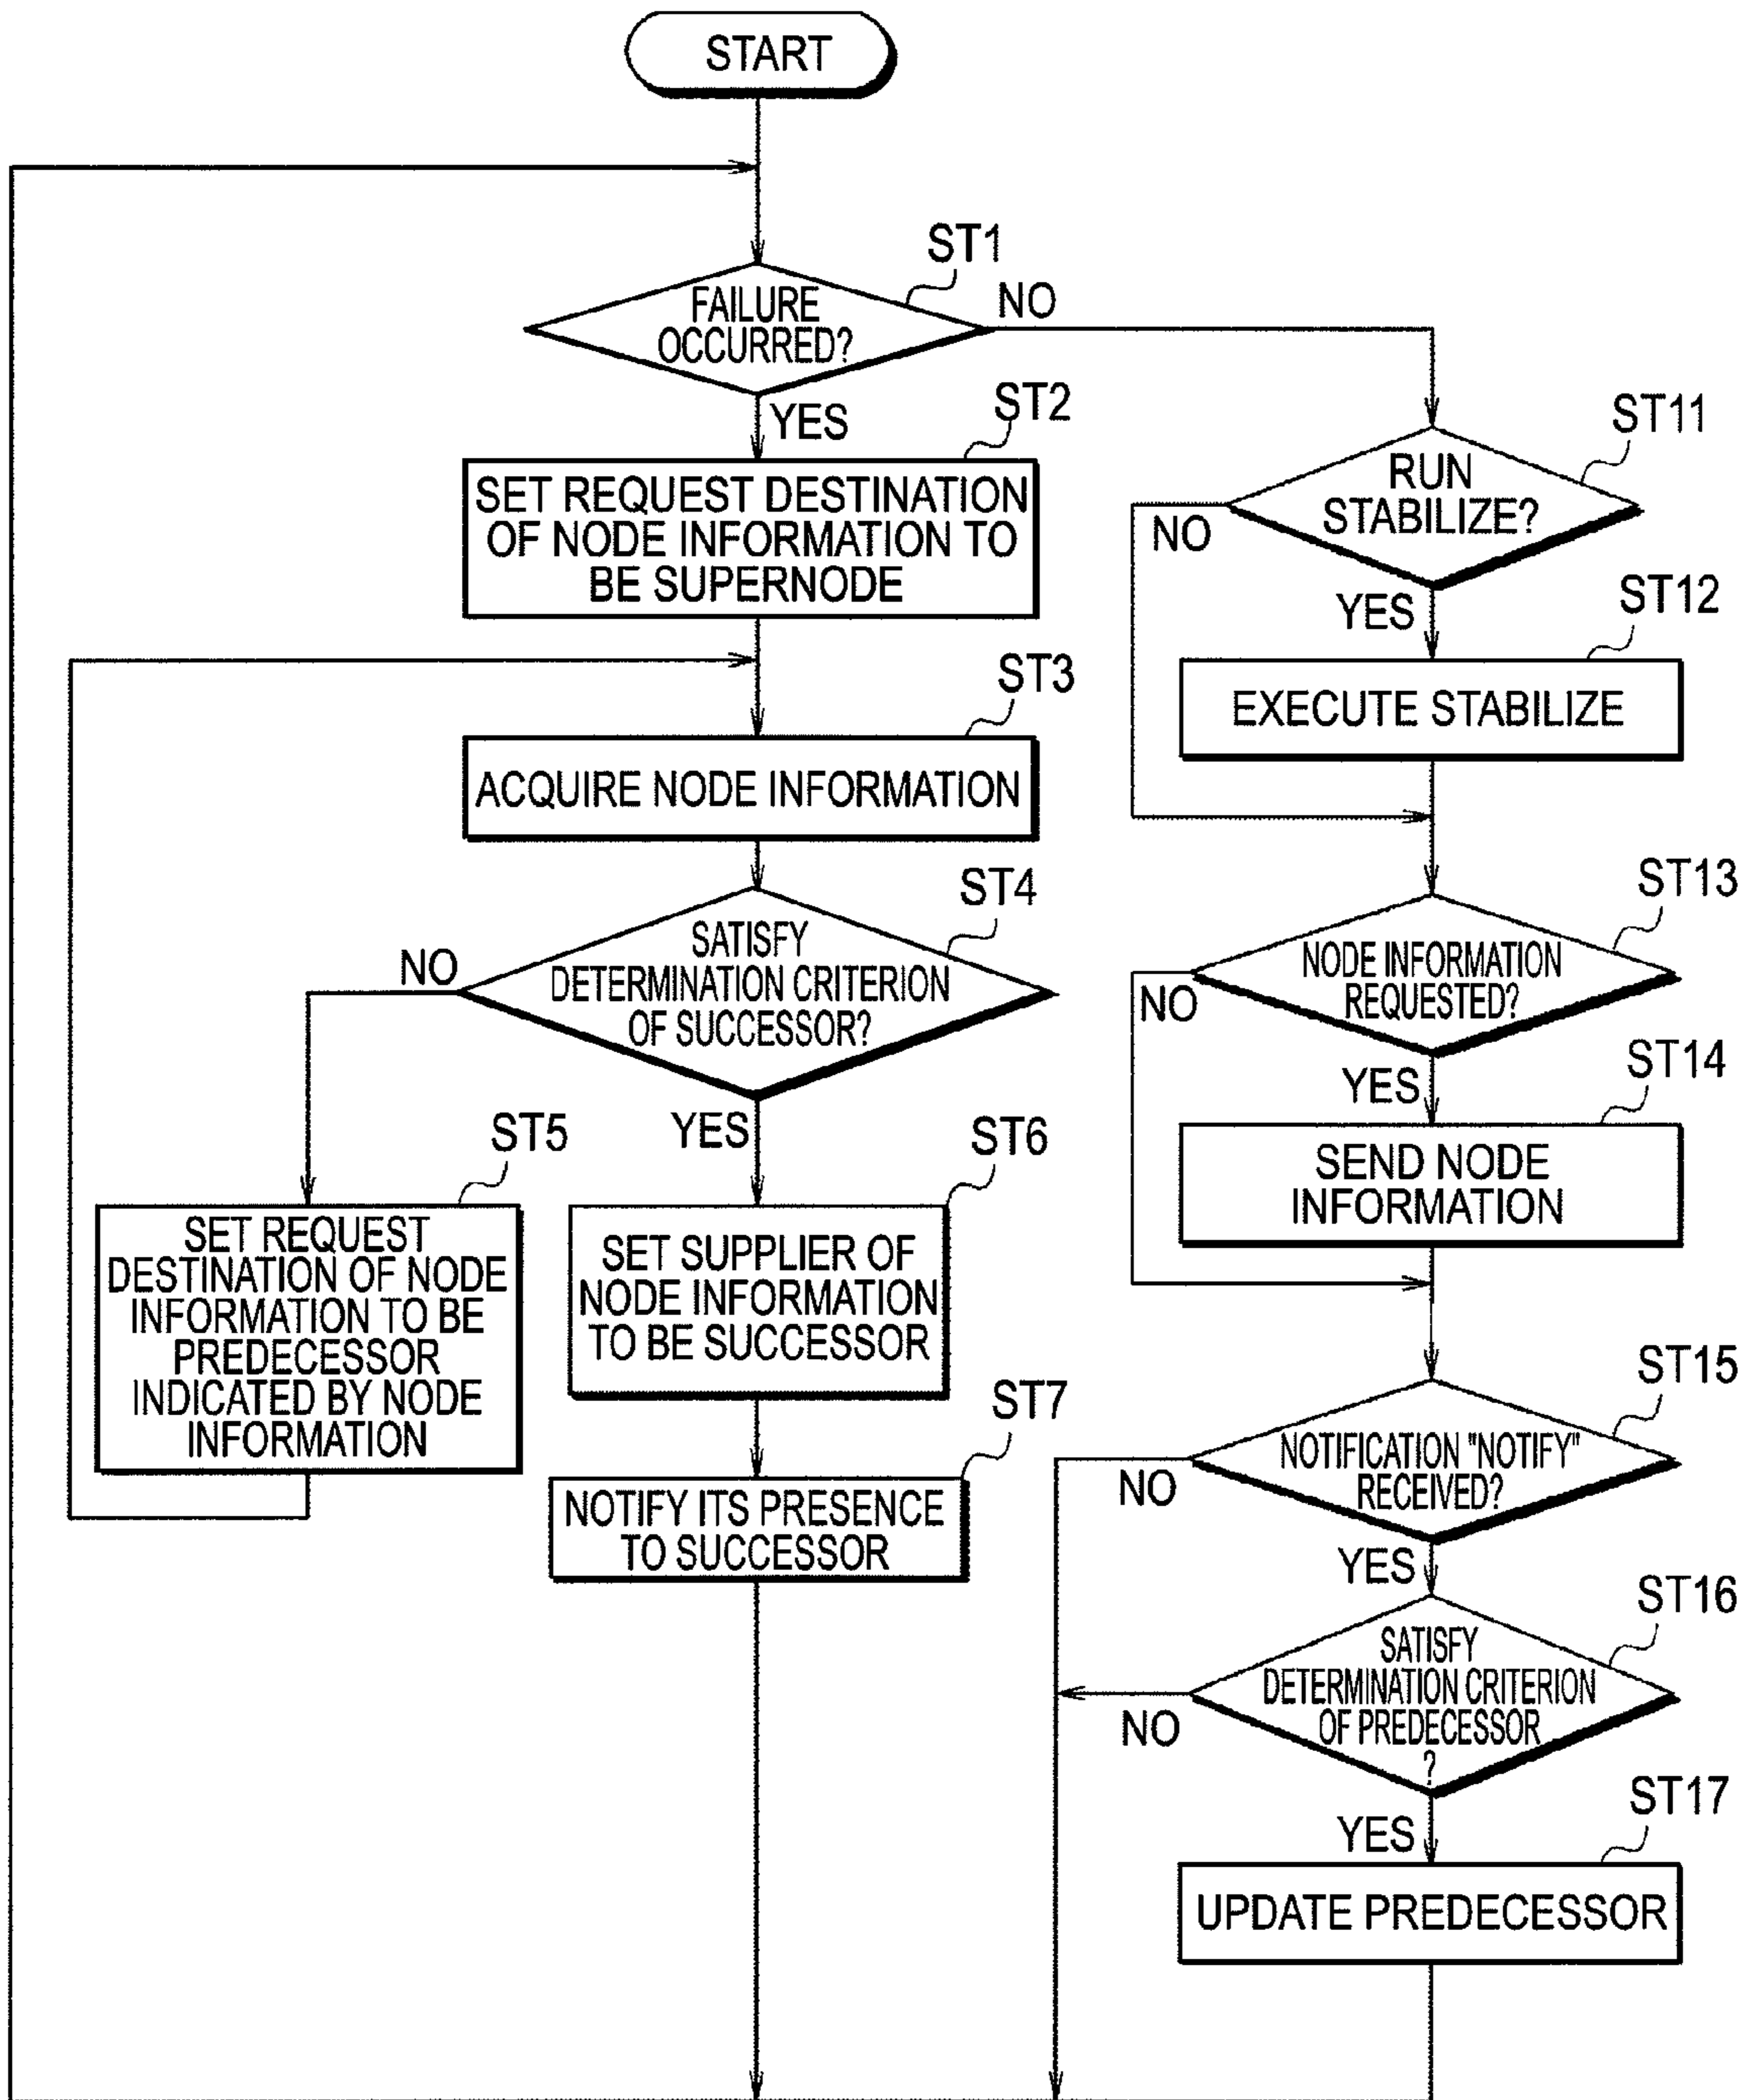 START
ST1
FAILURE
OCCURRED?
NO
YES
ST2
SET REQUEST DESTINATION
OF NODE INFORMATION TO
BE SUPERNODE
ST3
ACQUIRE NODE INFORMATION
ST4
SATISFY
DETERMINATION CRITERION
OF SUCCESSOR?
NO
YES
ST5
SET REQUEST
DESTINATION OF NODE
INFORMATION TO BE
PREDECESSOR
INDICATED BY NODE
INFORMATION
ST6
SET SUPPLIER OF
NODE INFORMATION
TO BE SUCCESSOR
ST7
NOTIFY ITS PRESENCE
TO SUCCESSOR
ST11
RUN
STABILIZE?
NO
YES
ST12
EXECUTE STABILIZE
ST13
NODE INFORMATION
REQUESTED?
NO
YES
ST14
SEND NODE
INFORMATION
ST15
NOTIFICATION "NOTIFY"
RECEIVED?
NO
YES
ST16
SATISFY
DETERMINATION CRITERION
OF PREDECESSOR
?
NO
YES
ST17
UPDATE PREDECESSOR